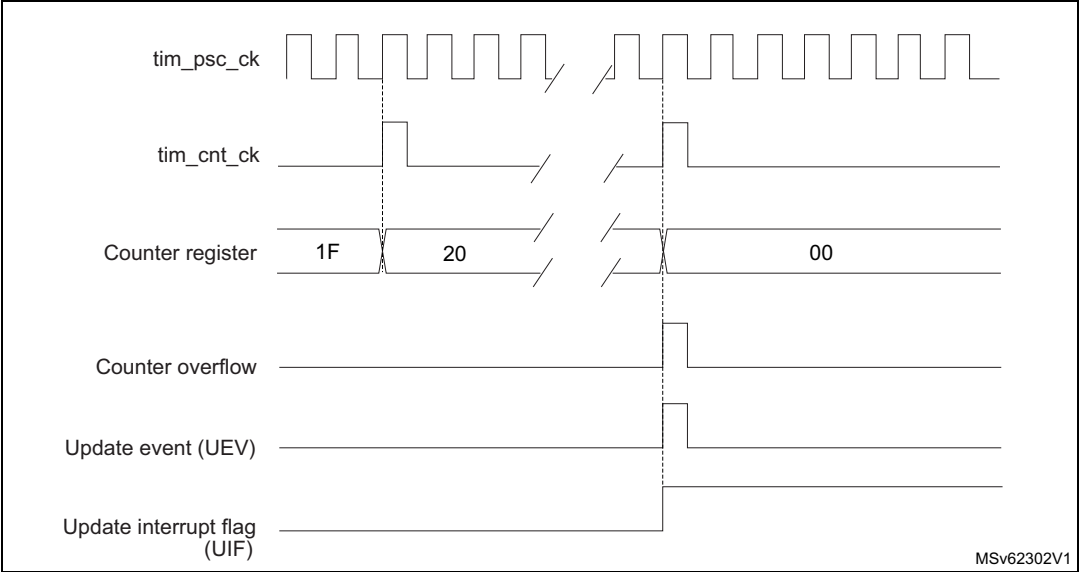 tim_psc_ck
tim_cnt_ck
Counter register
1F
20
00
Counter overflow
Update event (UEV)
Update interrupt flag
(UIF)
MSv62302V1